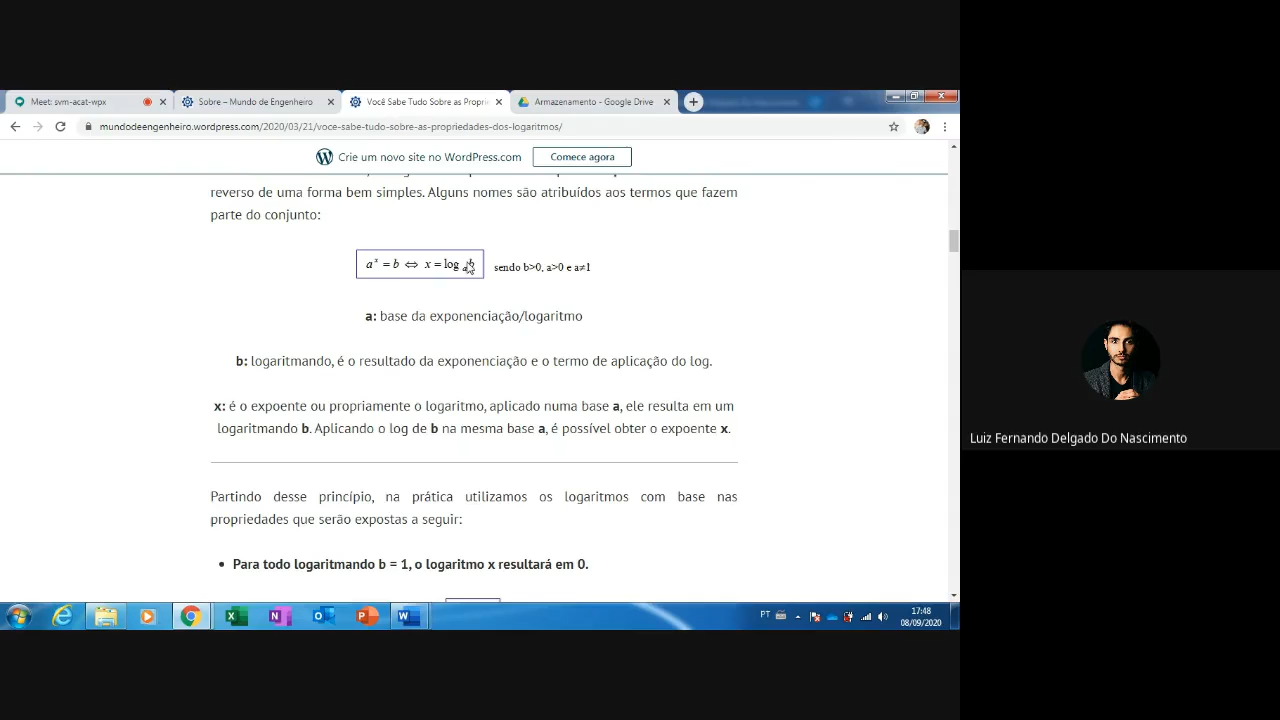 Meet: svm-acat-wpx
Sobre – Mundo de Engenheiro
Você Sabe Tudo Sobre as Proprie
Armazenamento - Google Drive
mundodeengenheiro.wordpress.com/2020/03/21/voce-sabe-tudo-sobre-as-propriedades-dos-logaritmos/
Crie um novo site no WordPress.com
Comece agora
reverso de uma forma bem simples. Alguns nomes são atribuídos aos termos que fazem
parte do conjunto:
a^x = b ⇔ x = log_a b
sendo b>0, a>0 e a≠1
a: base da exponenciação/logaritmo
b: logaritmando, é o resultado da exponenciação e o termo de aplicação do log.
x: é o expoente ou propriamente o logaritmo, aplicado numa base a, ele resulta em um
logaritmando b. Aplicando o log de b na mesma base a, é possível obter o expoente x.
Partindo desse princípio, na prática utilizamos os logaritmos com base nas
propriedades que serão expostas a seguir:
• Para todo logaritmando b = 1, o logaritmo x resultará em 0.
Luiz Fernando Delgado Do Nascimento
PT
17:48
08/09/2020